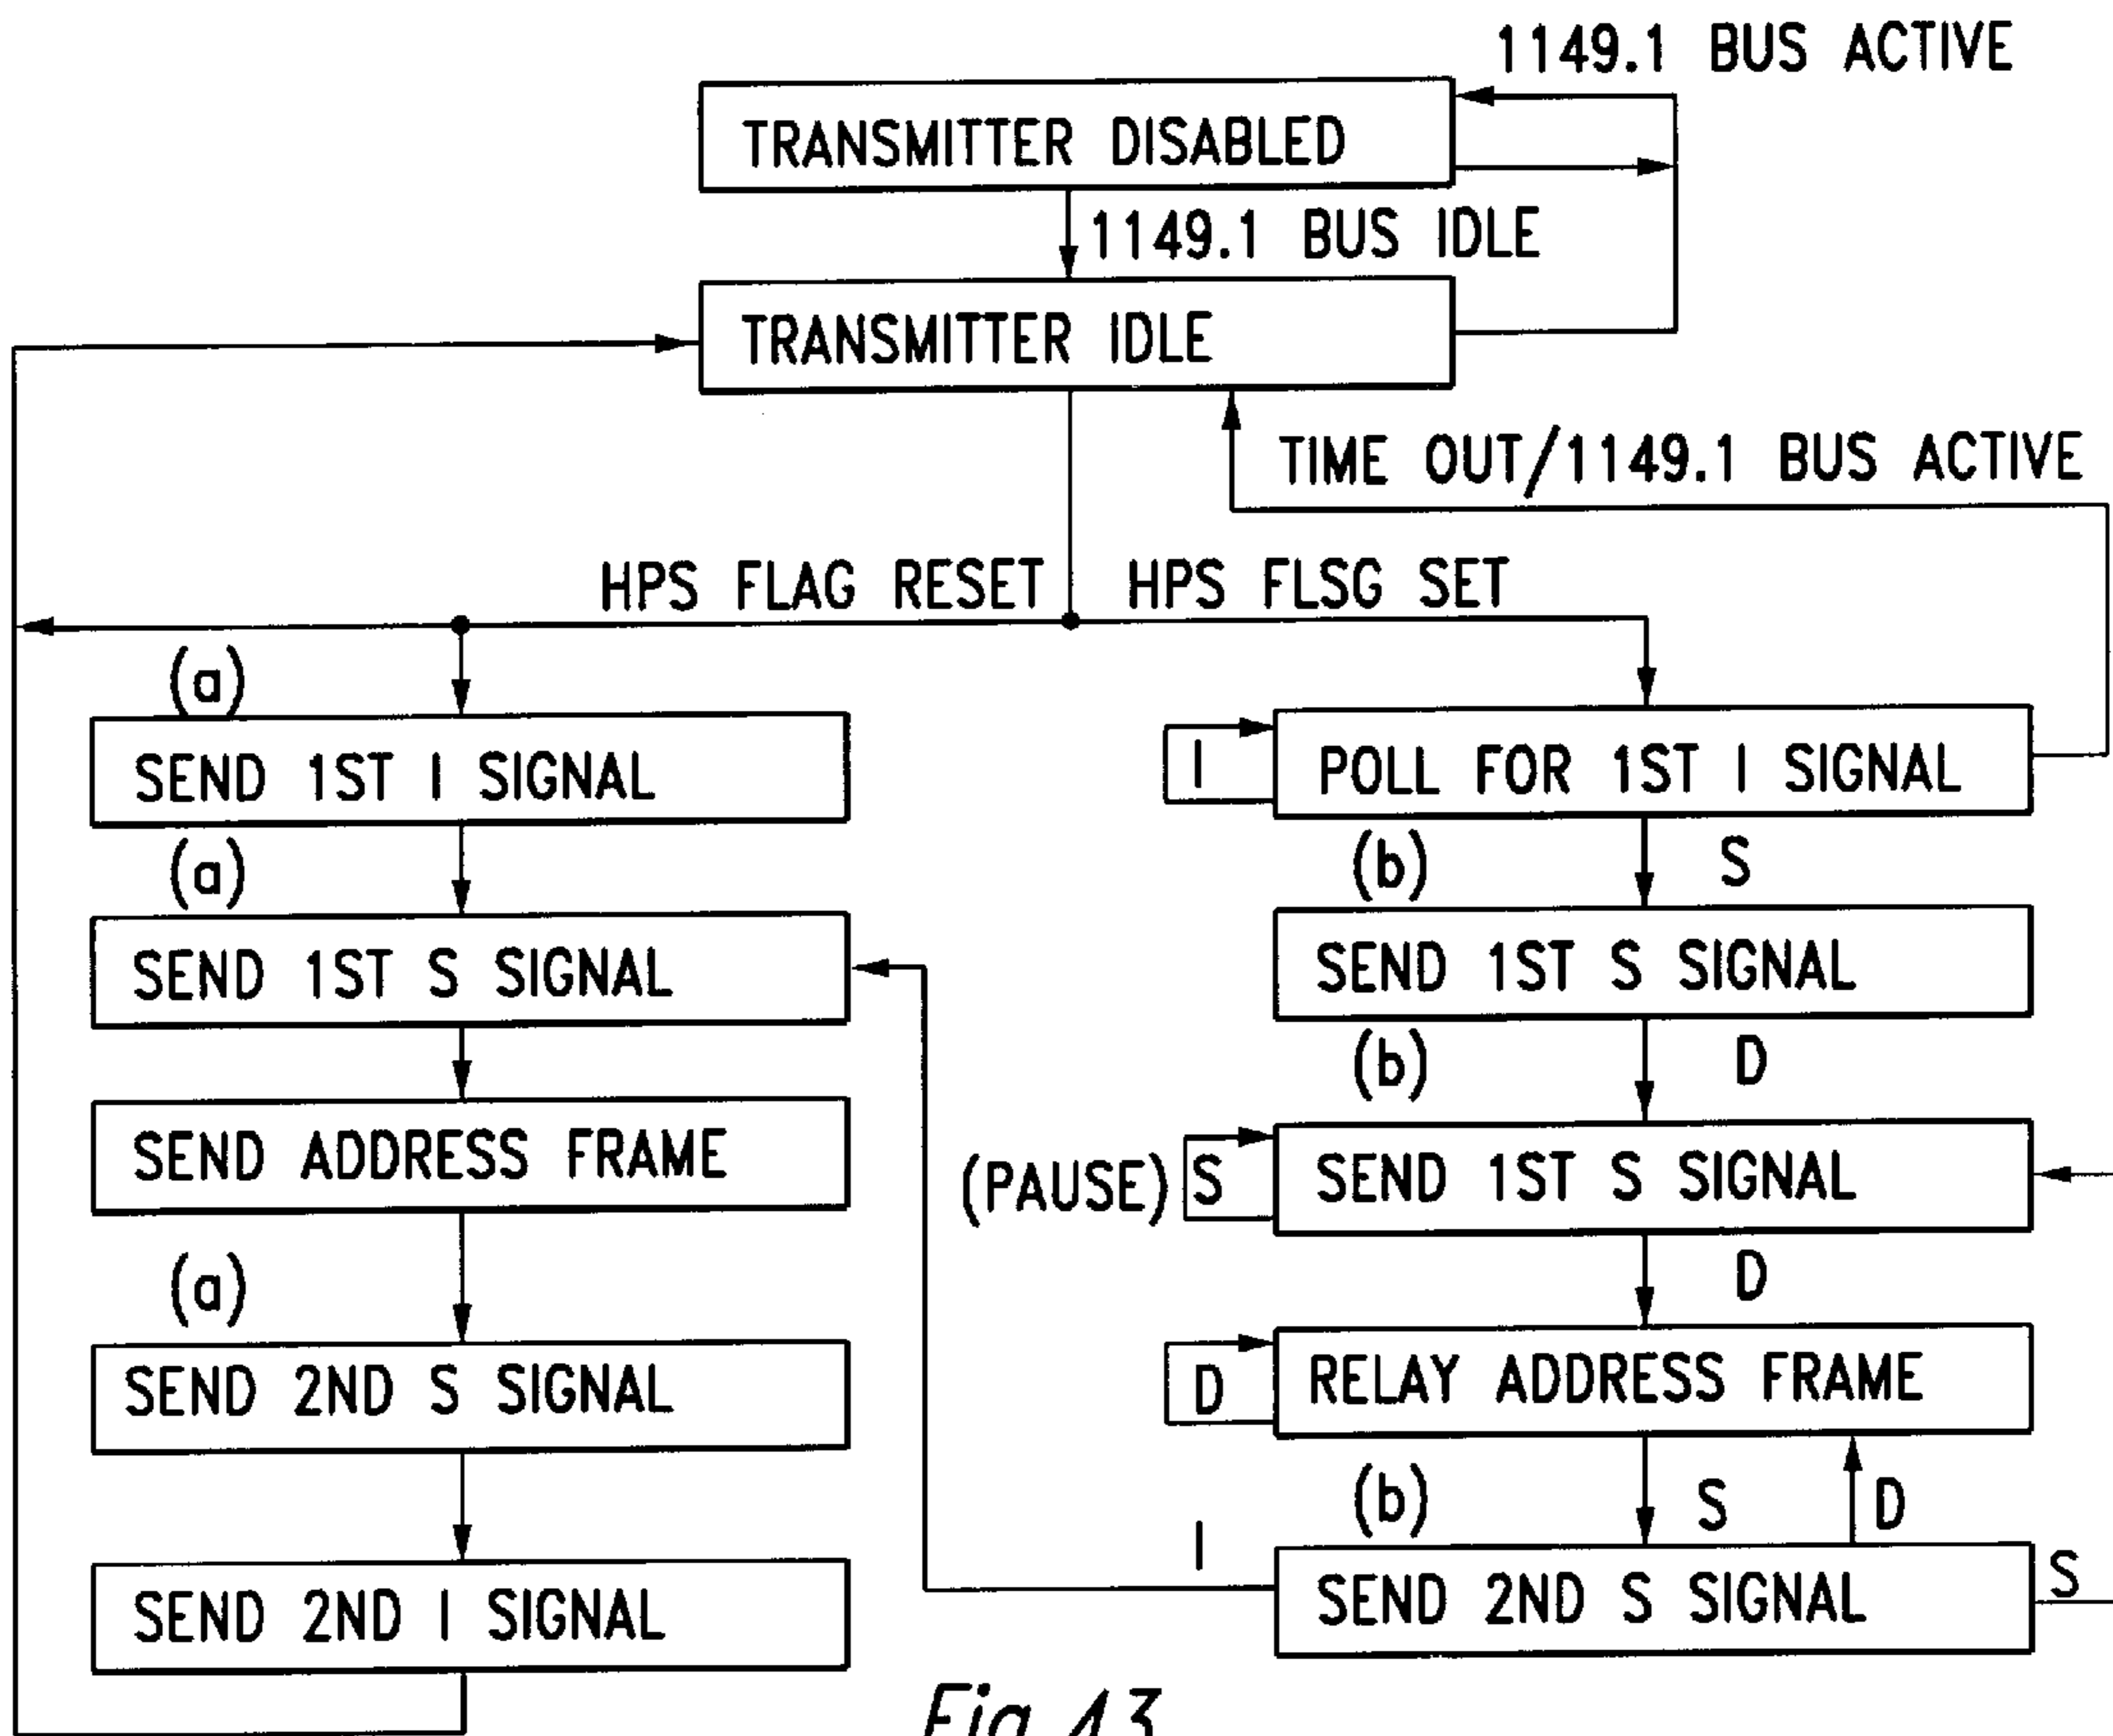 1149.1 BUS ACTIVE
TRANSMITTER DISABLED
1149.1 BUS IDLE
TRANSMITTER IDLE
TIME OUT/1149.1 BUS ACTIVE
HPS FLAG RESET
HPS FLSG SET
(a)
SEND 1ST I SIGNAL
(a)
SEND 1ST S SIGNAL
SEND ADDRESS FRAME
(a)
SEND 2ND S SIGNAL
SEND 2ND I SIGNAL
I
POLL FOR 1ST I SIGNAL
(b)
S
SEND 1ST S SIGNAL
(b)
D
(PAUSE)
S
SEND 1ST S SIGNAL
D
D
RELAY ADDRESS FRAME
(b)
S
D
I
SEND 2ND S SIGNAL
S
Fig. 43